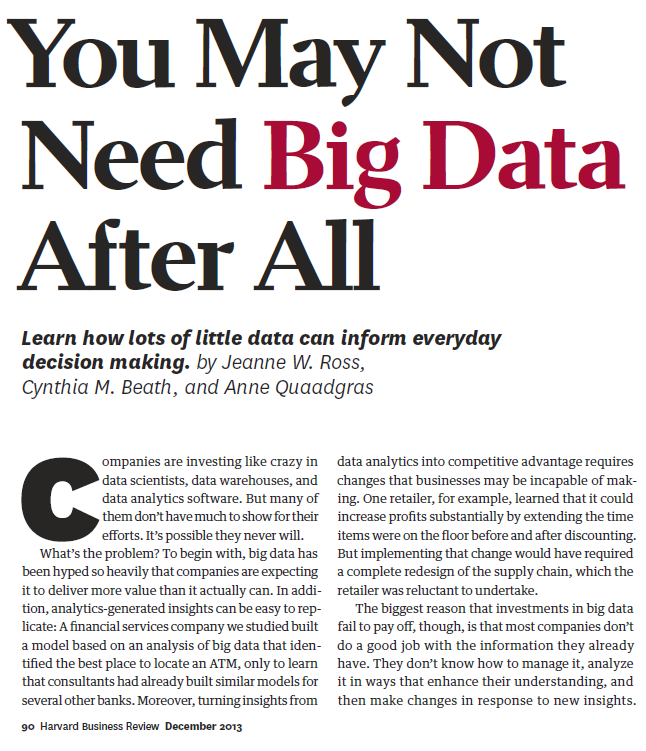 You May Not
Need Big Data
After All
Learn how lots of little data can inform everyday
decision making. by Jeanne W. Ross,
Cynthia M. Beath, and Anne Quaadgras
Companies are investing like crazy in
data scientists, data warehouses, and
data analytics software. But many of
them don't have much to show for their
efforts. It's possible they never will.
What's the problem? To begin with, big data has
been hyped so heavily that companies are expecting
it to deliver more value than it actually can. In addi-
tion, analytics-generated insights can be easy to rep-
licate: A financial services company we studied built
a model based on an analysis of big data that iden-
tified the best place to locate an ATM, only to learn
that consultants had already built similar models for
several other banks. Moreover, turning insights from
data analytics into competitive advantage requires
changes that businesses may be incapable of mak-
ing. One retailer, for example, learned that it could
increase profits substantially by extending the time
items were on the floor before and after discounting.
But implementing that change would have required
a complete redesign of the supply chain, which the
retailer was reluctant to undertake.
The biggest reason that investments in big data
fail to pay off, though, is that most companies don't
do a good job with the information they already
have. They don't know how to manage it, analyze
it in ways that enhance their understanding, and
then make changes in response to new insights.
90 Harvard Business Review December 2013